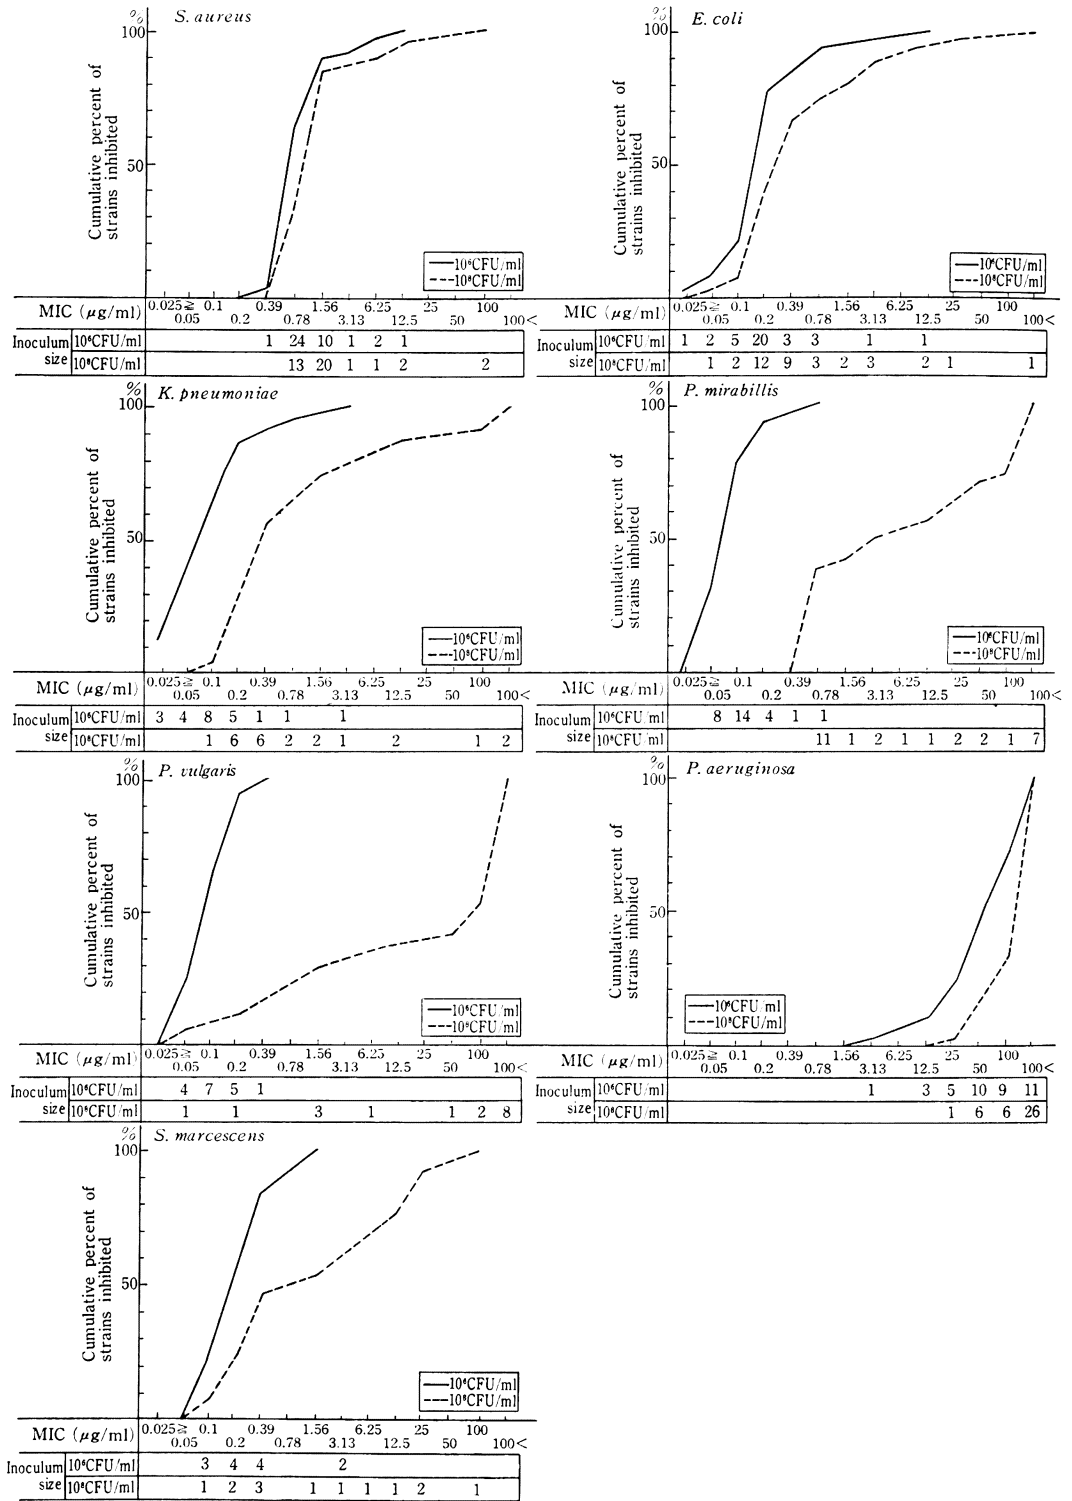 S. aureus
%
100
50
Cumulative percent of
strains inhibited
10⁶CFU/ml
10⁸CFU/ml
MIC (μg/ml) 0.025≧ 0.1 0.39 1.56 6.25 25 100
0.05 0.2 0.78 3.13 12.5 50 100<
Inoculum size
10⁶CFU/ml 1 24 10 1 2 1
10⁸CFU/ml 13 20 1 1 2 2
E. coli
%
100
50
Cumulative percent of
strains inhibited
10⁶CFU/ml
10⁸CFU/ml
MIC (μg/ml) 0.025≧ 0.1 0.39 1.56 6.25 25 100
0.05 0.2 0.78 3.13 12.5 50 100<
Inoculum size
10⁶CFU/ml 1 2 5 20 3 3 1 1
10⁸CFU/ml 1 2 12 9 3 2 3 2 1 1
K. pneumoniae
%
100
50
Cumulative percent of
strains inhibited
10⁶CFU/ml
10⁸CFU/ml
MIC (μg/ml) 0.025≧ 0.1 0.39 1.56 6.25 25 100
0.05 0.2 0.78 3.13 12.5 50 100<
Inoculum size
10⁶CFU/ml 3 4 8 5 1 1 1
10⁸CFU/ml 1 6 6 2 2 1 2 1 2
P. mirabillis
%
100
50
Cumulative percent of
strains inhibited
10⁶CFU/ml
10⁸CFU/ml
MIC (μg/ml) 0.025≧ 0.1 0.39 1.56 6.25 25 100
0.05 0.2 0.78 3.13 12.5 50 100<
Inoculum size
10⁶CFU/ml 8 14 4 1 1
10⁸CFU/ml 11 1 2 1 1 2 2 1 7
P. vulgaris
%
100
50
Cumulative percent of
strains inhibited
10⁶CFU/ml
10⁸CFU/ml
MIC (μg/ml) 0.025≧ 0.1 0.39 1.56 6.25 25 100
0.05 0.2 0.78 3.13 12.5 50 100<
Inoculum size
10⁶CFU/ml 4 7 5 1
10⁸CFU/ml 1 1 3 1 1 2 8
P. aeruginosa
%
100
50
Cumulative percent of
strains inhibited
10⁶CFU/ml
10⁸CFU/ml
MIC (μg/ml) 0.025≧ 0.1 0.39 1.56 6.25 25 100
0.05 0.2 0.78 3.13 12.5 50 100<
Inoculum size
10⁶CFU/ml 1 3 5 10 9 11
10⁸CFU/ml 1 6 6 26
S. marcescens
%
100
50
Cumulative percent of
strains inhibited
10⁶CFU/ml
10⁸CFU/ml
MIC (μg/ml) 0.025≧ 0.1 0.39 1.56 6.25 25 100
0.05 0.2 0.78 3.13 12.5 50 100<
Inoculum size
10⁶CFU/ml 3 4 4 2
10⁸CFU/ml 1 2 3 1 1 1 1 2 1